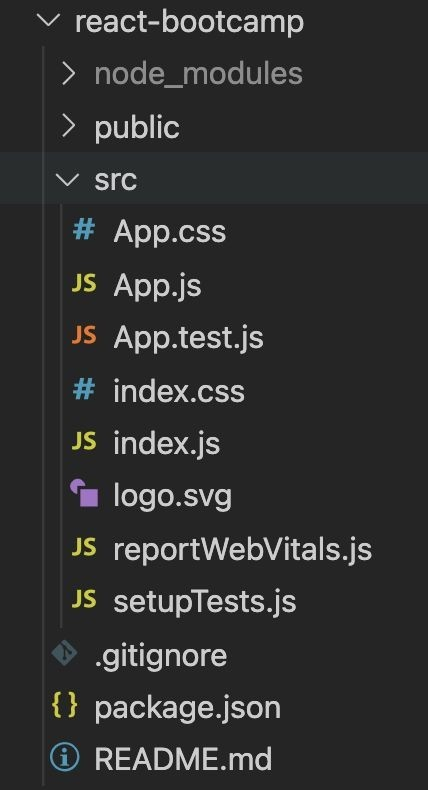 react-bootcamp
node_modules
public
src
# App.css
JS App.js
JS App.test.js
# index.css
JS index.js
logo.svg
JS reportWebVitals.js
JS setupTests.js
.gitignore
{} package.json
README.md